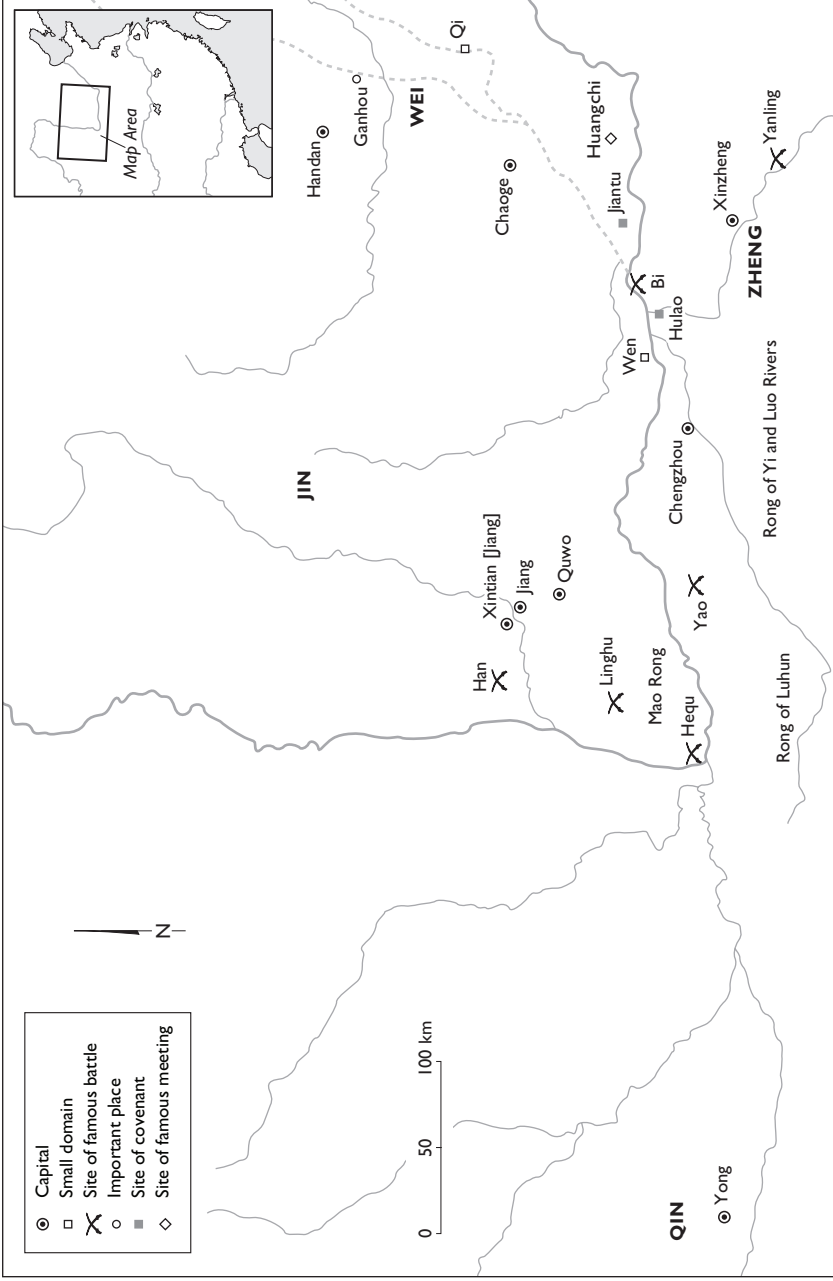 Capital
Small domain
Site of famous battle
Important place
Site of covenant
Site of famous meeting
N
0 50 100 km
Map Area
Handan
Ganhou
WEI
Qi
Chaoge
JIN
Xintian [Jiang]
Jiang
Quwo
Han
Linghu
Mao Rong
Hequ
Huangchi
Jiantu
Bi
Wen
Hulao
Xinzheng
ZHENG
Yanling
Chengzhou
Yao
Rong of Yi and Luo Rivers
Rong of Luhun
QIN
Yong